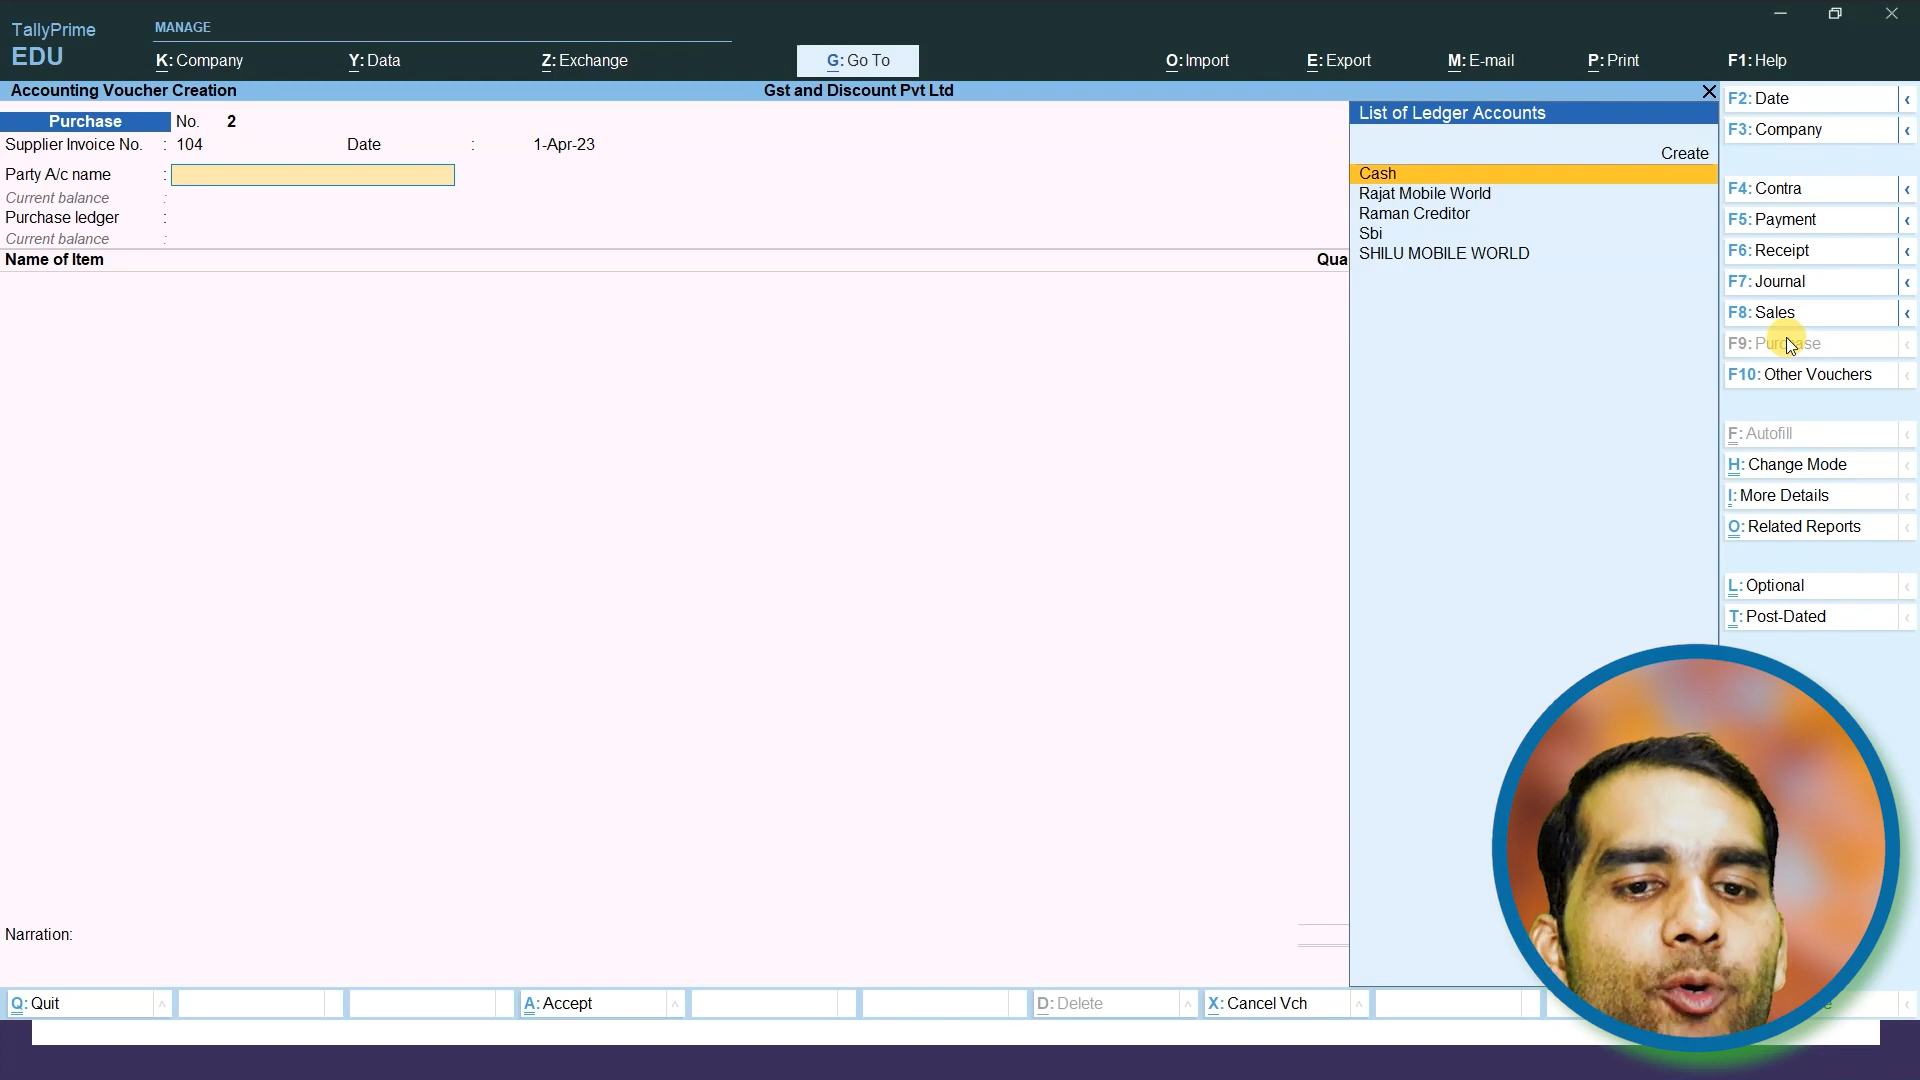 TallyPrime
EDU
MANAGE
K: Company
Y: Data
Z: Exchange
G: Go To
O: Import
E: Export
M: E-mail
P: Print
F1: Help
Accounting Voucher Creation
Gst and Discount Pvt Ltd
Purchase No. 2
Supplier Invoice No. : 104 Date : 1-Apr-23
Party A/c name :
Current balance :
Purchase ledger :
Current balance :
Name of Item
Qua
List of Ledger Accounts
Create
Cash
Rajat Mobile World
Raman Creditor
Sbi
SHILU MOBILE WORLD
F2: Date
F3: Company
F4: Contra
F5: Payment
F6: Receipt
F7: Journal
F8: Sales
F9: Purchase
F10: Other Vouchers
F: Autofill
H: Change Mode
I: More Details
O: Related Reports
L: Optional
T: Post-Dated
Narration:
Q: Quit
A: Accept
D: Delete
X: Cancel Vch